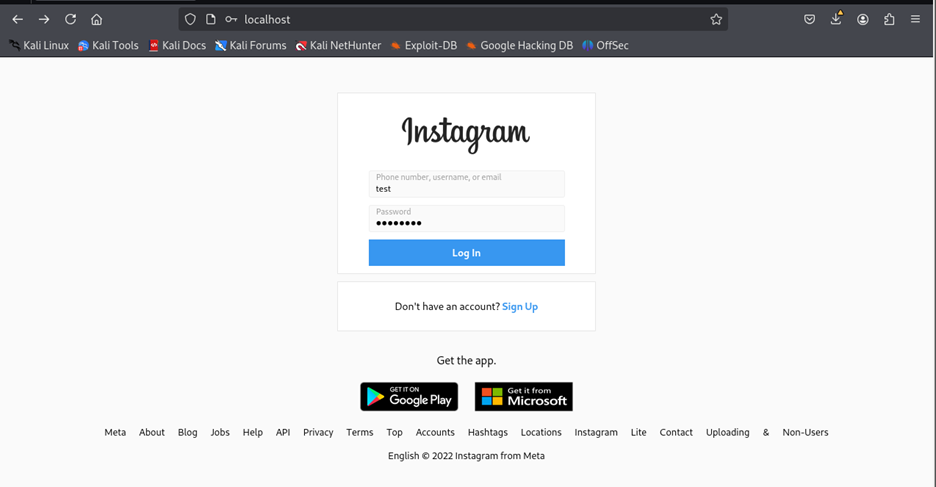 localhost
Kali Linux Kali Tools Kali Docs Kali Forums Kali NetHunter Exploit-DB Google Hacking DB OffSec
Instagram
Phone number, username, or email
test
Password
●●●●●●●●
Log In
Don't have an account? Sign Up
Get the app.
GET IT ON
Google Play
Get it from
Microsoft
Meta About Blog Jobs Help API Privacy Terms Top Accounts Hashtags Locations Instagram Lite Contact Uploading & Non-Users
English © 2022 Instagram from Meta